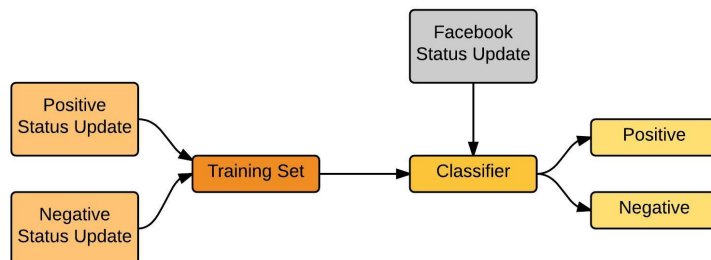 Facebook
Status Update
Positive
Status Update
Positive
Training Set
Classifier
Negative
Status Update
Negative